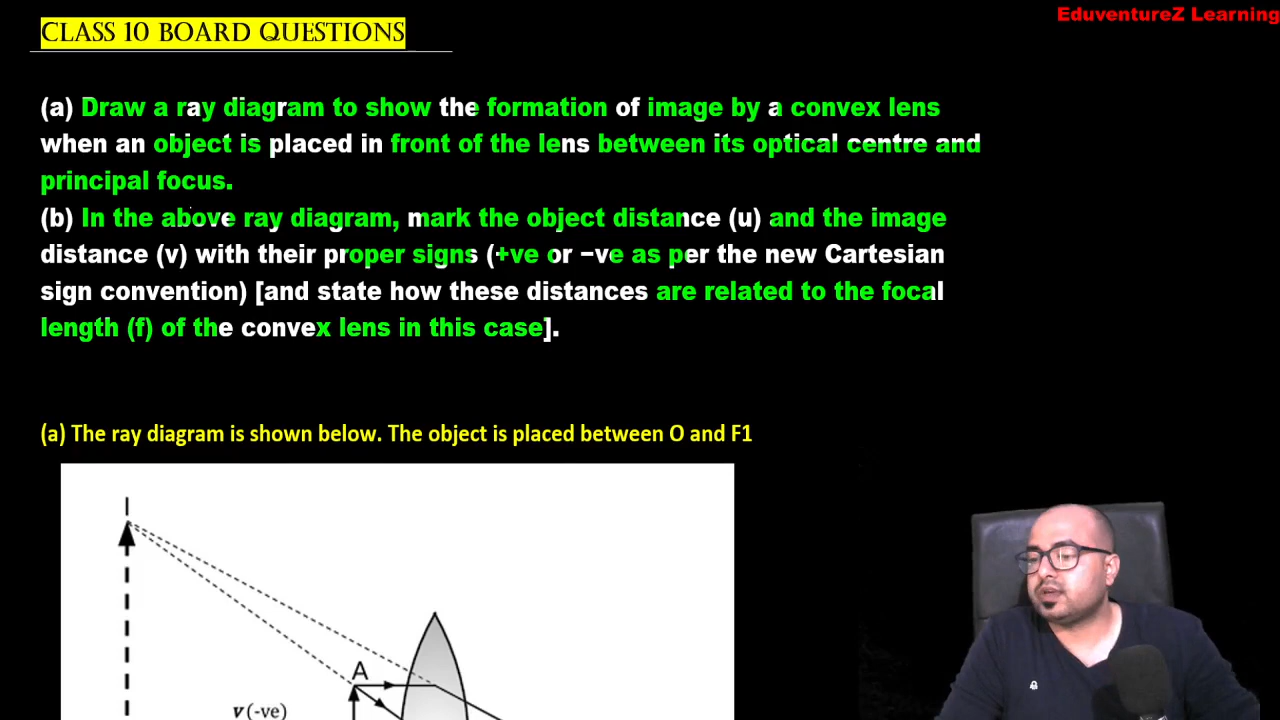 CLASS 10 BOARD QUESTIONS
EduventureZ Learning
(a) Draw a ray diagram to show the formation of image by a convex lens
when an object is placed in front of the lens between its optical centre and
principal focus.
(b) In the above ray diagram, mark the object distance (u) and the image
distance (v) with their proper signs (+ve or −ve as per the new Cartesian
sign convention) [and state how these distances are related to the focal
length (f) of the convex lens in this case].
(a) The ray diagram is shown below. The object is placed between O and F1
A
v (-ve)